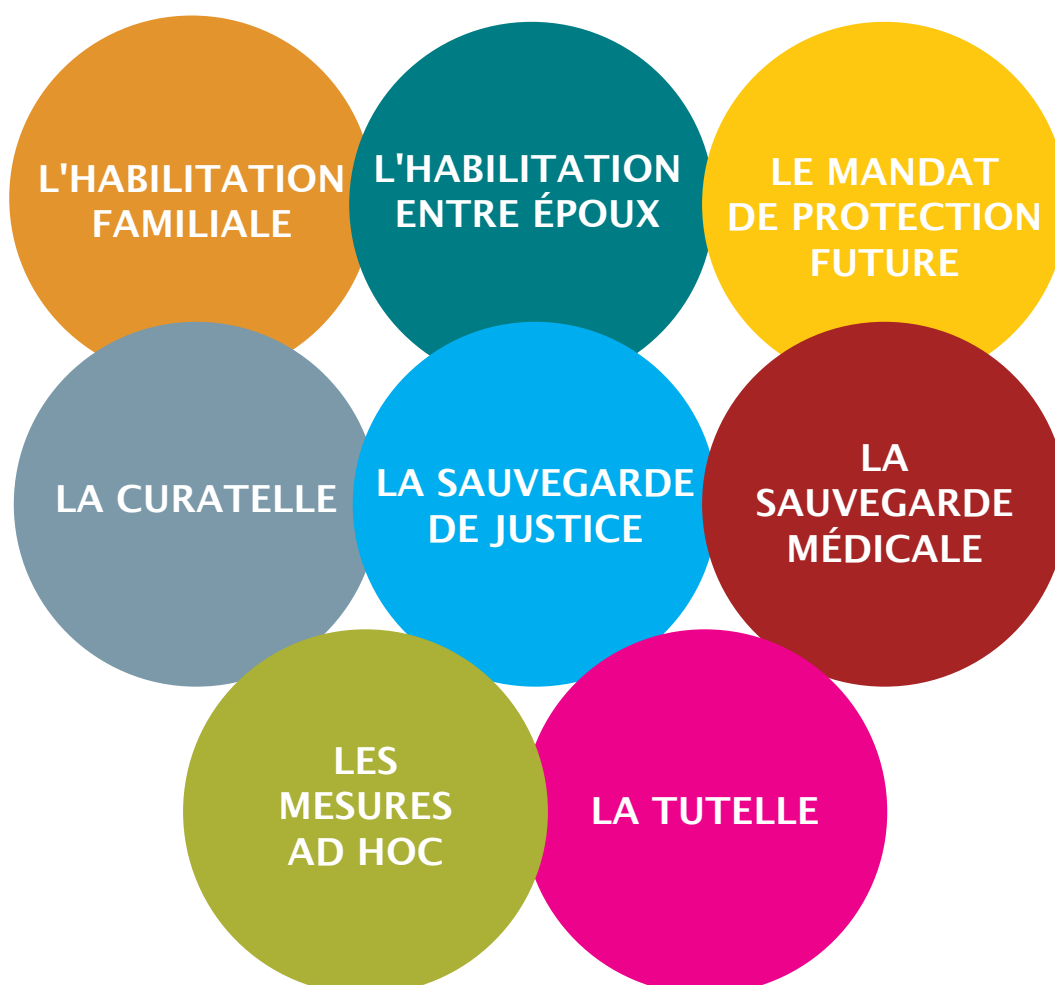 L'HABILITATION
FAMILIALE
L'HABILITATION
ENTRE ÉPOUX
LE MANDAT
DE PROTECTION
FUTURE
LA CURATELLE
LA SAUVEGARDE
DE JUSTICE
LA
SAUVEGARDE
MÉDICALE
LES
MESURES
AD HOC
LA TUTELLE